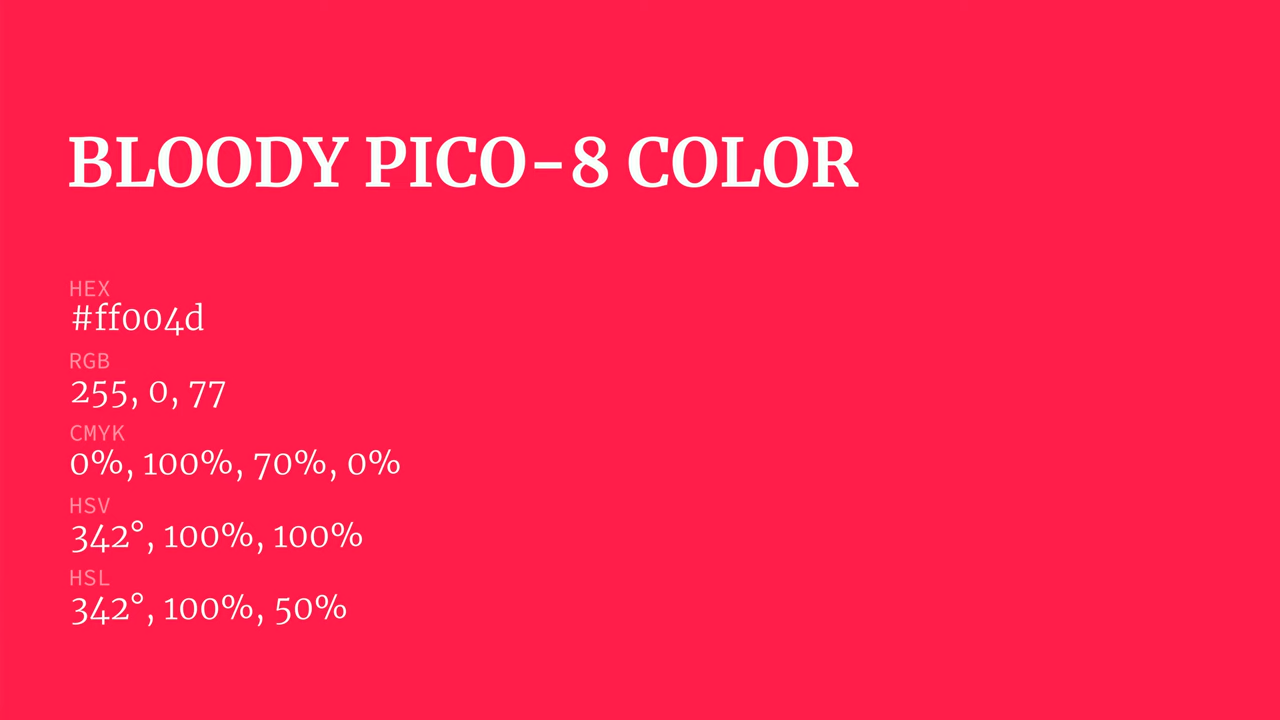 BLOODY PICO-8 COLOR
HEX
#ff004d
RGB
255, 0, 77
CMYK
0%, 100%, 70%, 0%
HSV
342°, 100%, 100%
HSL
342°, 100%, 50%